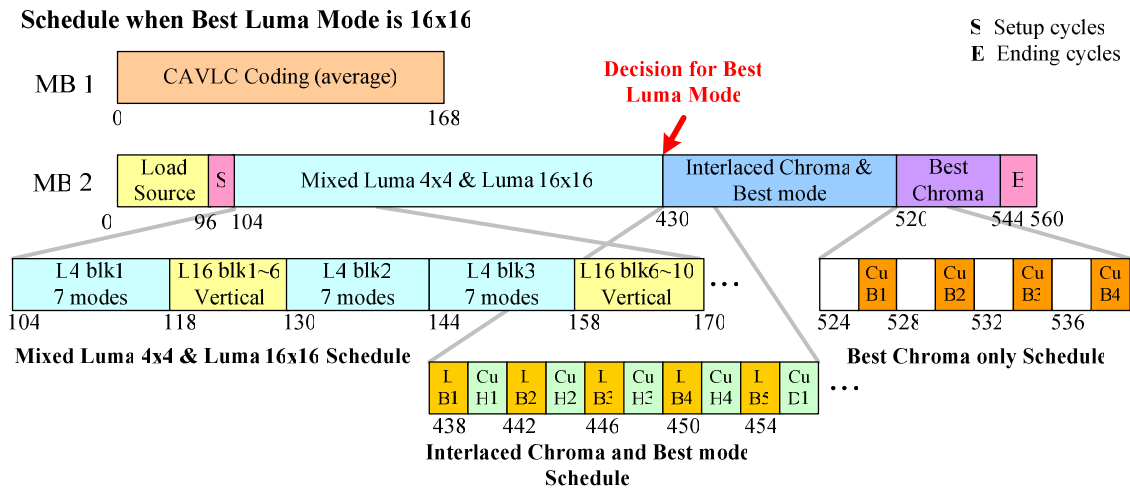 Schedule when Best Luma Mode is 16x16
S Setup cycles
E Ending cycles
MB 1
CAVLC Coding (average)
0
168
Decision for Best
Luma Mode
MB 2
Load
Source
S
Mixed Luma 4x4 & Luma 16x16
Interlaced Chroma &
Best mode
Best
Chroma
E
0
96
104
430
520
544
560
L4 blk1
7 modes
L16 blk1~6
Vertical
L4 blk2
7 modes
L4 blk3
7 modes
L16 blk6~10
Vertical
...
104
118
130
144
158
170
Mixed Luma 4x4 & Luma 16x16 Schedule
Cu
B1
Cu
B2
Cu
B3
Cu
B4
524
528
532
536
Best Chroma only Schedule
L
B1
Cu
H1
L
B2
Cu
H2
L
B3
Cu
H3
L
B4
Cu
H4
L
B5
Cu
D1
...
438
442
446
450
454
Interlaced Chroma and Best mode
Schedule